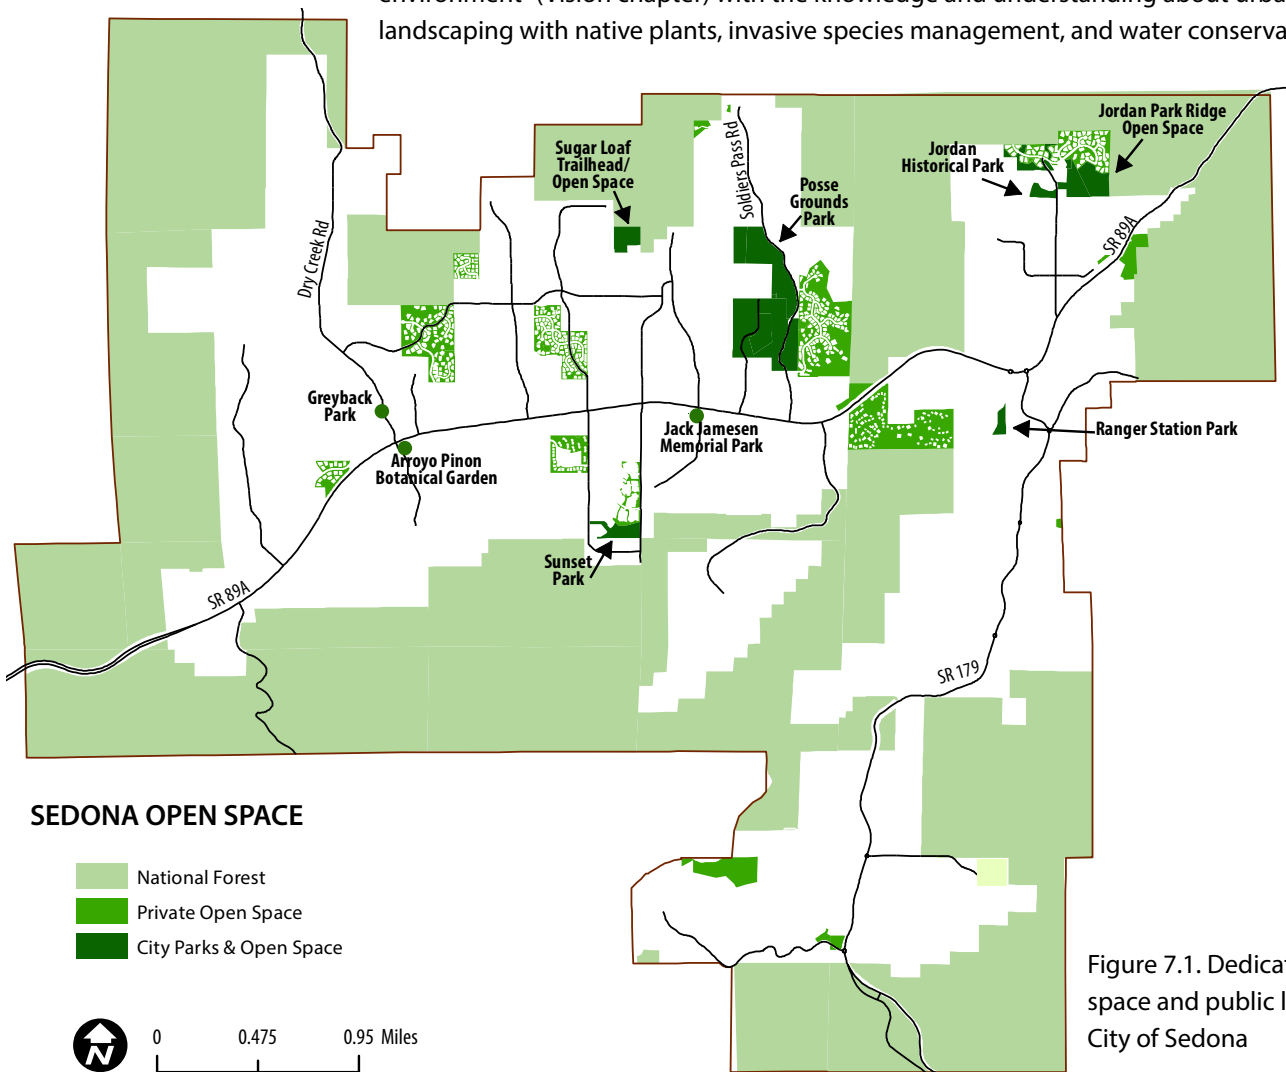 landscaping with native plants, invasive species management, and water
Jordan Park Ridge
Open Space
Jordan
Historical Park
Sugar Loaf
Trailhead/
Open Space
Soldiers Pass Rd
Posse
Grounds
Park
Dry Creek Rd
SR 89A
Greyback
Park
Jack Jamesen
Memorial Park
Ranger Station Park
Arroyo Pinon
Botanical Garden
Sunset
Park
SR 89A
SR 179
SEDONA OPEN SPACE
National Forest
Private Open Space
City Parks & Open Space
N
0 0.475 0.95 Miles
Figure 7.1.
space and public
City of Sedona